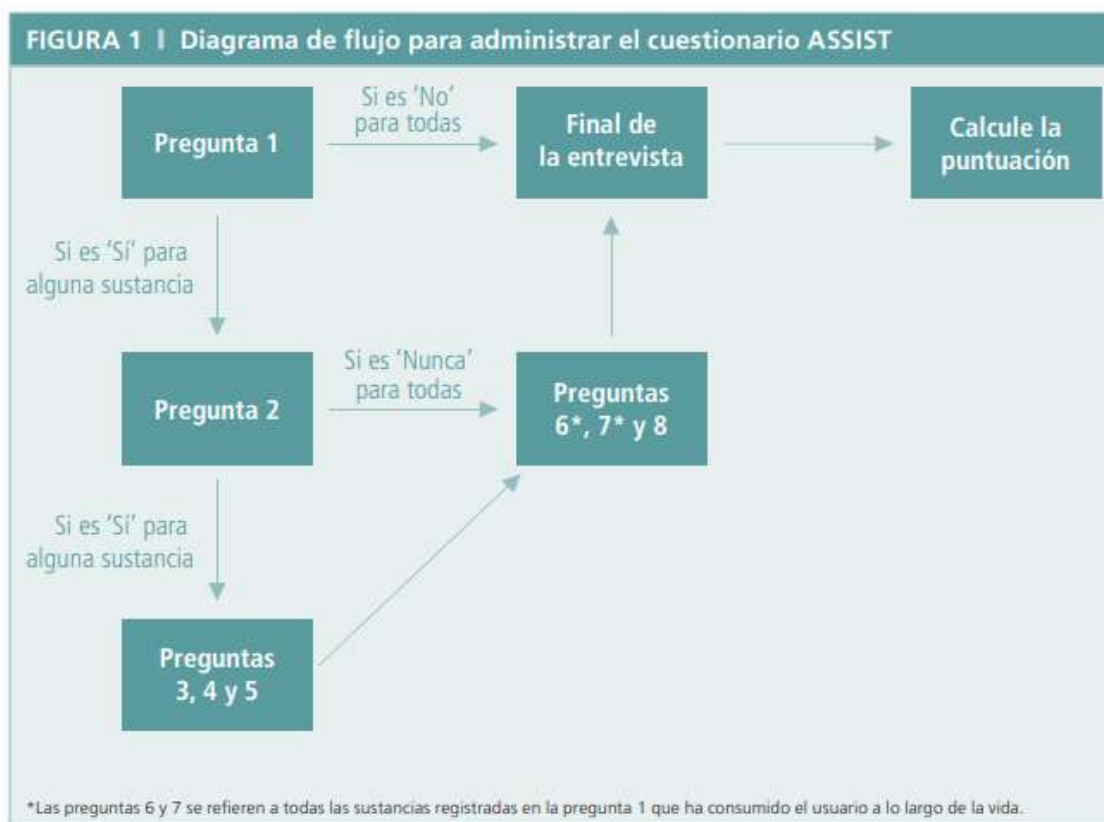 FIGURA 1 | Diagrama de flujo para administrar el cuestionario ASSIST
Pregunta 1
Si es ‘No’
para todas
Final de
la entrevista
Calcule la
puntuación
Si es ‘Sí’ para
alguna sustancia
Pregunta 2
Si es ‘Nunca’
para todas
Preguntas
6*, 7* y 8
Si es ‘Sí’ para
alguna sustancia
Preguntas
3, 4 y 5
*Las preguntas 6 y 7 se refieren a todas las sustancias registradas en la pregunta 1 que ha consumido el usuario a lo largo de la vida.